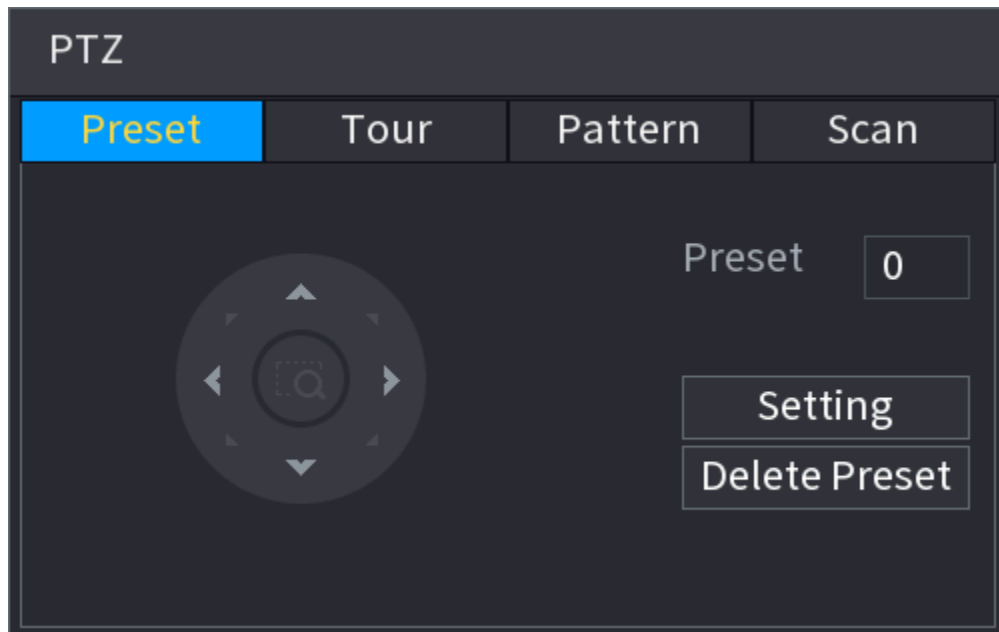 PTZ
Preset Tour Pattern Scan
Preset 0
Setting
Delete Preset